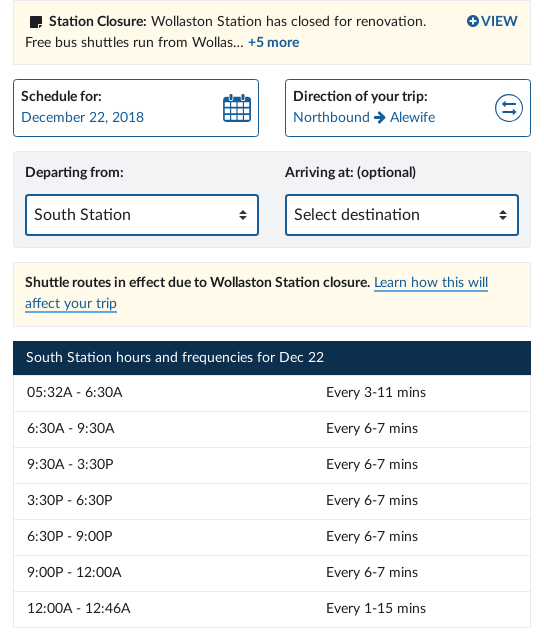 Station Closure: Wollaston Station has closed for renovation.
VIEW
Free bus shuttles run from Wollas... +5 more
Schedule for:
December 22, 2018
Direction of your trip:
Northbound → Alewife
Departing from:
Arriving at: (optional)
South Station
Select destination
Shuttle routes in effect due to Wollaston Station closure. Learn how this will
affect your trip
South Station hours and frequencies for Dec 22
05:32A - 6:30A Every 3-11 mins
6:30A - 9:30A Every 6-7 mins
9:30A - 3:30P Every 6-7 mins
3:30P - 6:30P Every 6-7 mins
6:30P - 9:00P Every 6-7 mins
9:00P - 12:00A Every 6-7 mins
12:00A - 12:46A Every 1-15 mins